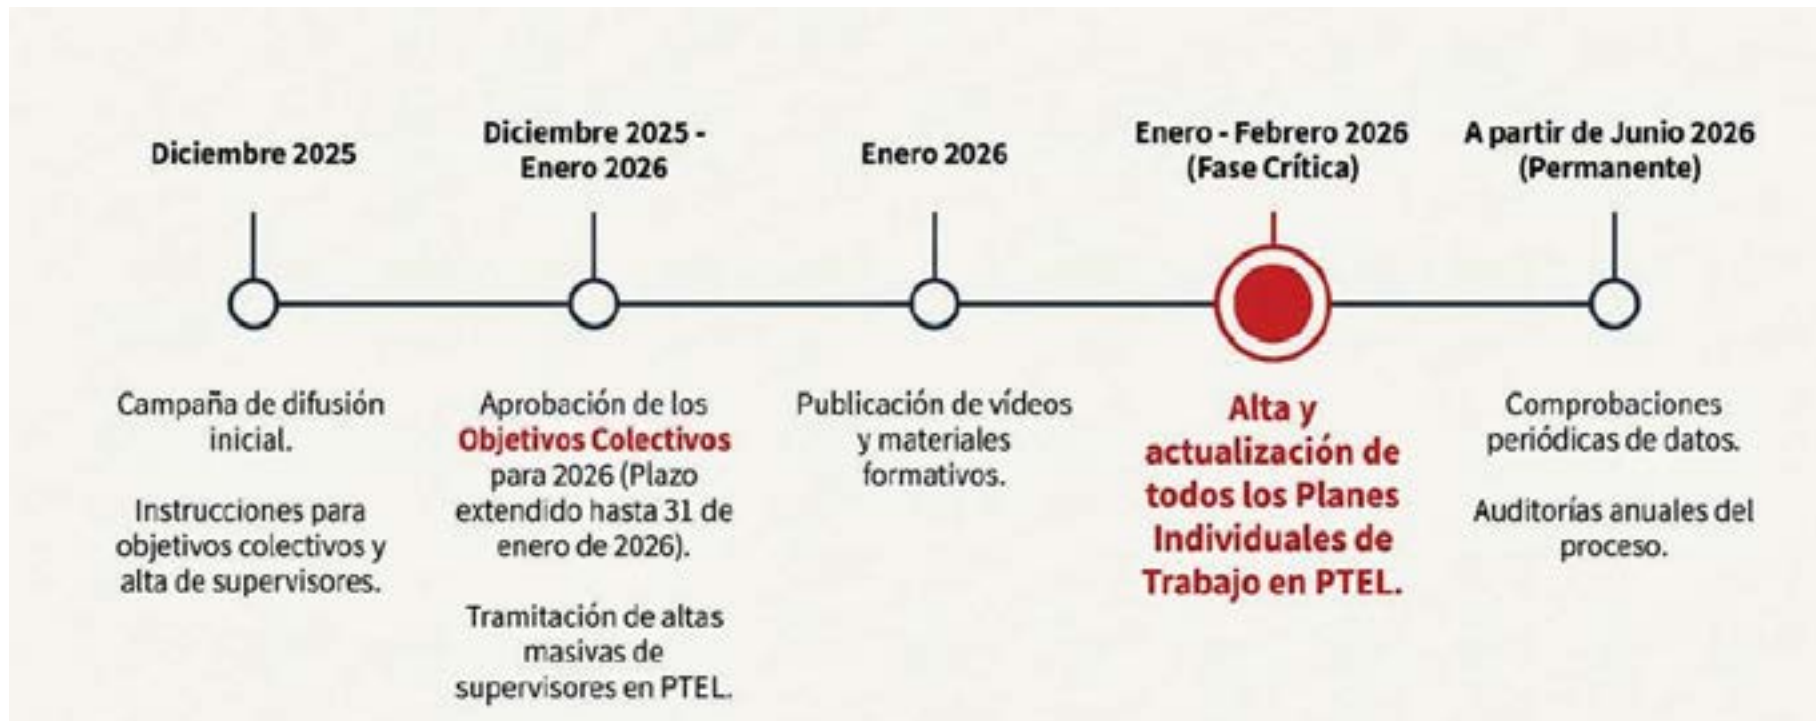 Diciembre 2025
Campaña de difusión
inicial.
Instrucciones para
objetivos colectivos y
alta de supervisores.
Diciembre 2025 -
Enero 2026
Aprobación de los
Objetivos Colectivos
para 2026 (Plazo
extendido hasta 31 de
enero de 2026).
Tramitación de altas
masivas de
supervisores en PTEL.
Enero 2026
Publicación de vídeos
y materiales
formativos.
Enero - Febrero 2026
(Fase Crítica)
Alta y
actualización de
todos los Planes
Individuales de
Trabajo en PTEL.
A partir de Junio 2026
(Permanente)
Comprobaciones
periódicas de datos.
Auditorías anuales del
proceso.